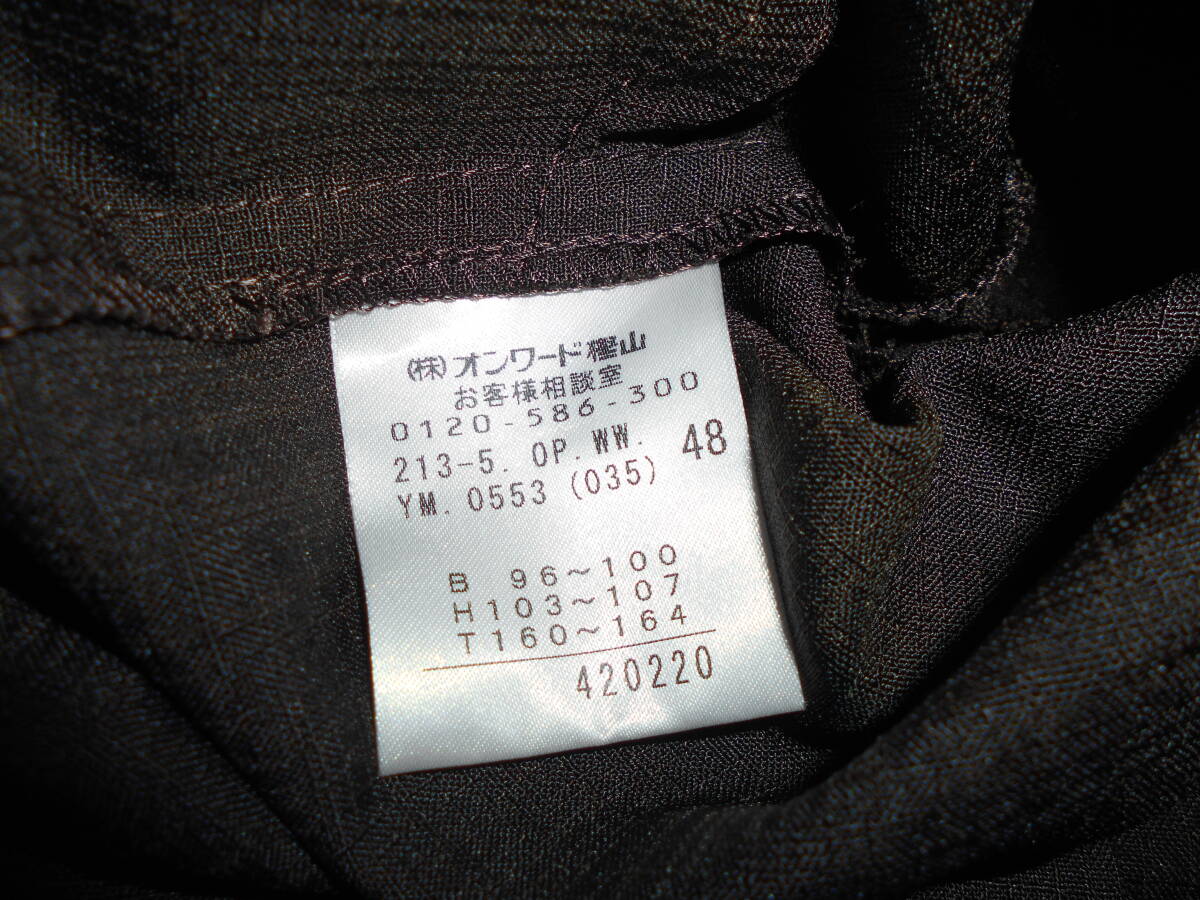 (株)オンワード樫山
お客様相談室
0120-586-300
213-5. OP.WW. 48
YM. 0553 (035)
B 96~100
H103~107
T160~164
420220